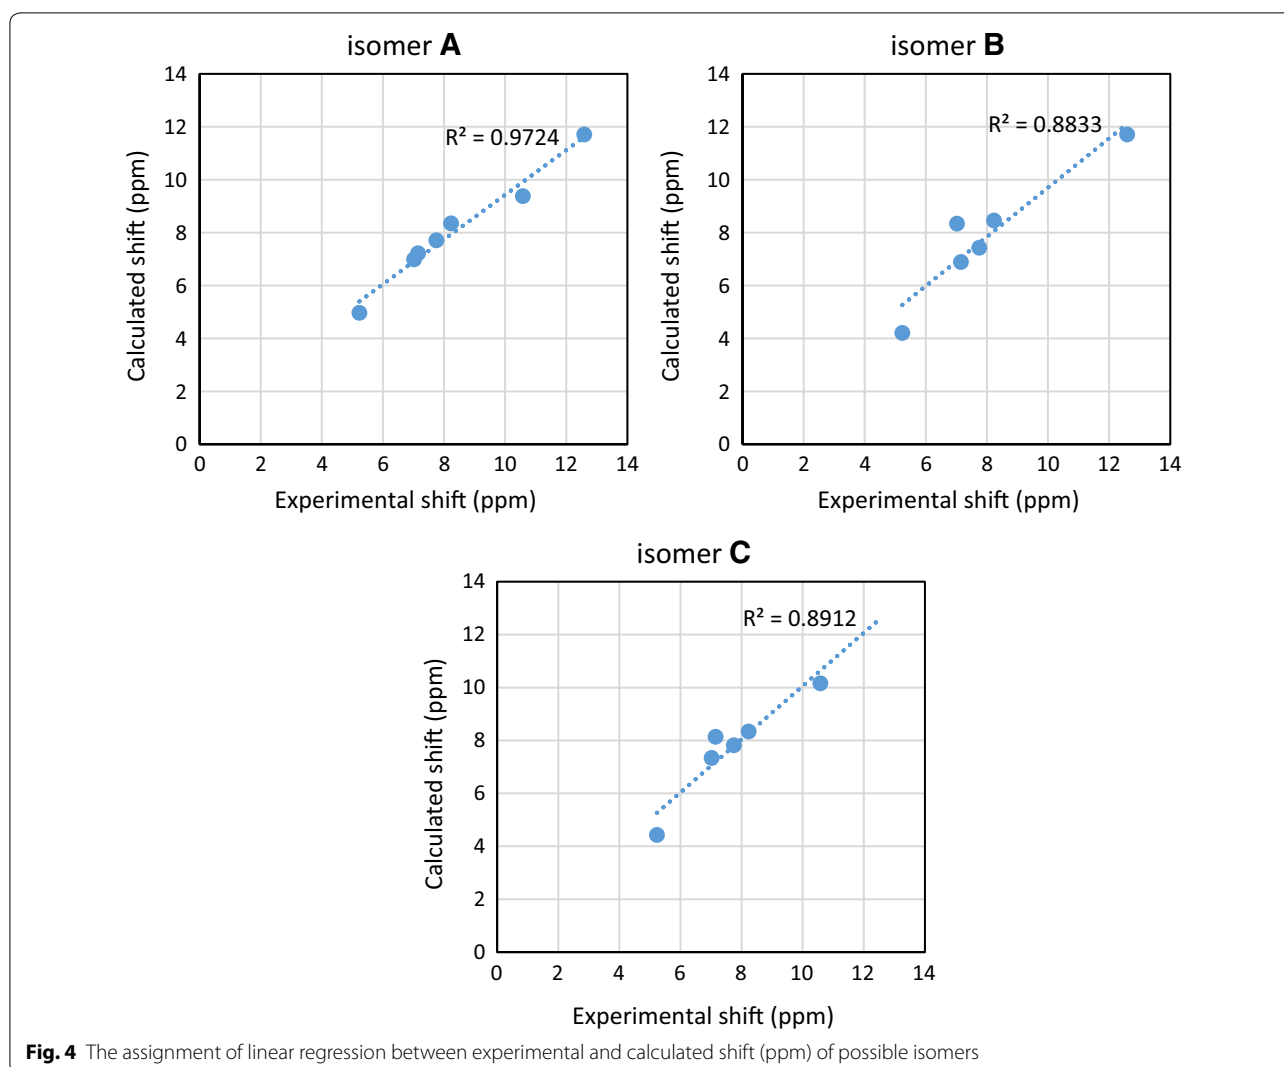 isomer A
14
12
10
8
6
4
2
0
R² = 0.9724
Calculated shift (ppm)
0 2 4 6 8 10 12 14
Experimental shift (ppm)
isomer B
14
12
10
8
6
4
2
0
R² = 0.8833
Calculated shift (ppm)
0 2 4 6 8 10 12 14
Experimental shift (ppm)
isomer C
14
12
10
8
6
4
2
0
R² = 0.8912
Calculated shift (ppm)
0 2 4 6 8 10 12 14
Experimental shift (ppm)
Fig. 4 The assignment of linear regression between experimental and calculated shift (ppm) of possible isomers